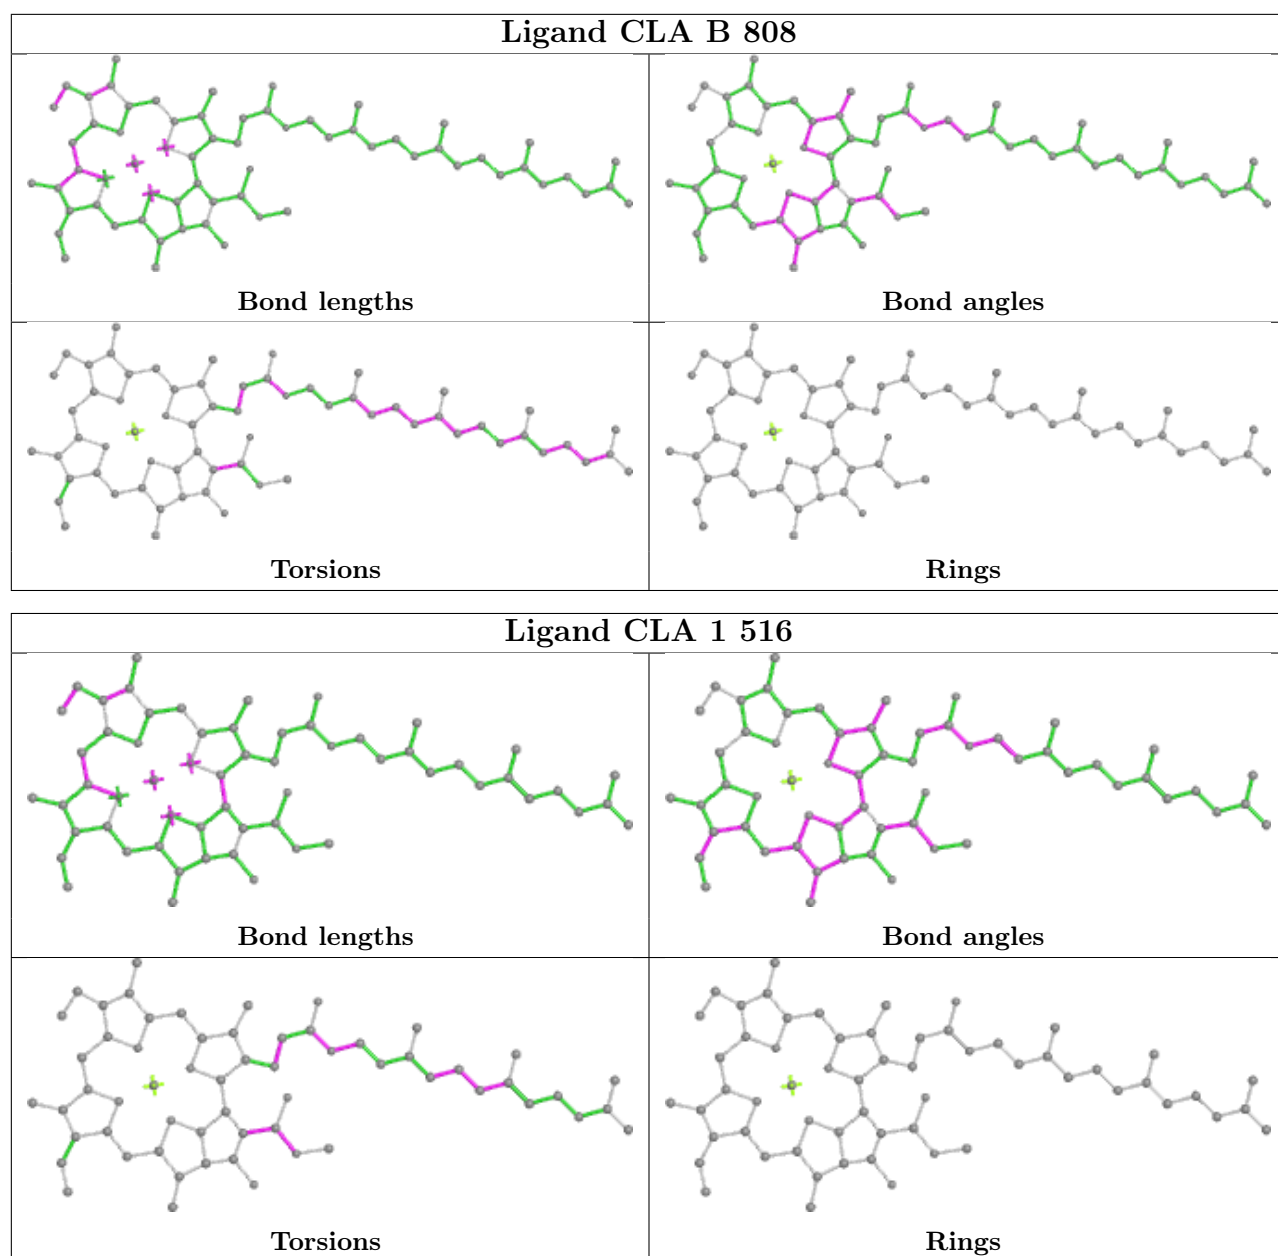 Ligand CLA B 808
Bond lengths
Bond angles
Torsions
Rings
Ligand CLA 1 516
Bond lengths
Bond angles
Torsions
Rings